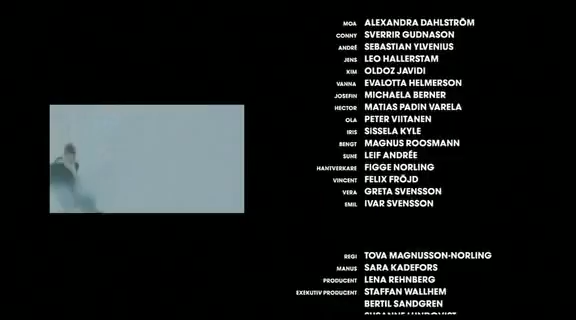 MOA ALEXANDRA DAHLSTRÖM
CONNY SVERRIR GUDNASON
ANDRÉ SEBASTIAN YLVENIUS
JENS LEO HALLERSTAM
KIM OLDOZ JAVIDI
VANNA EVALOTTA HELMERSON
JOSEFIN MICHAELA BERNER
HECTOR MATIAS PADIN VARELA
OLA PETER VIITANEN
IRIS SISSELA KYLE
BENGT MAGNUS ROOSMANN
SUNE LEIF ANDRÉE
HANTVERKARE FIGGE NORLING
VINCENT FELIX FRÖJD
VERA GRETA SVENSSON
EMIL IVAR SVENSSON
REGI TOVA MAGNUSSON-NORLING
MANUS SARA KADEFORS
PRODUCENT LENA REHNBERG
EXEKUTIV PRODUCENT STAFFAN WALLHEM
BERTIL SANDGREN